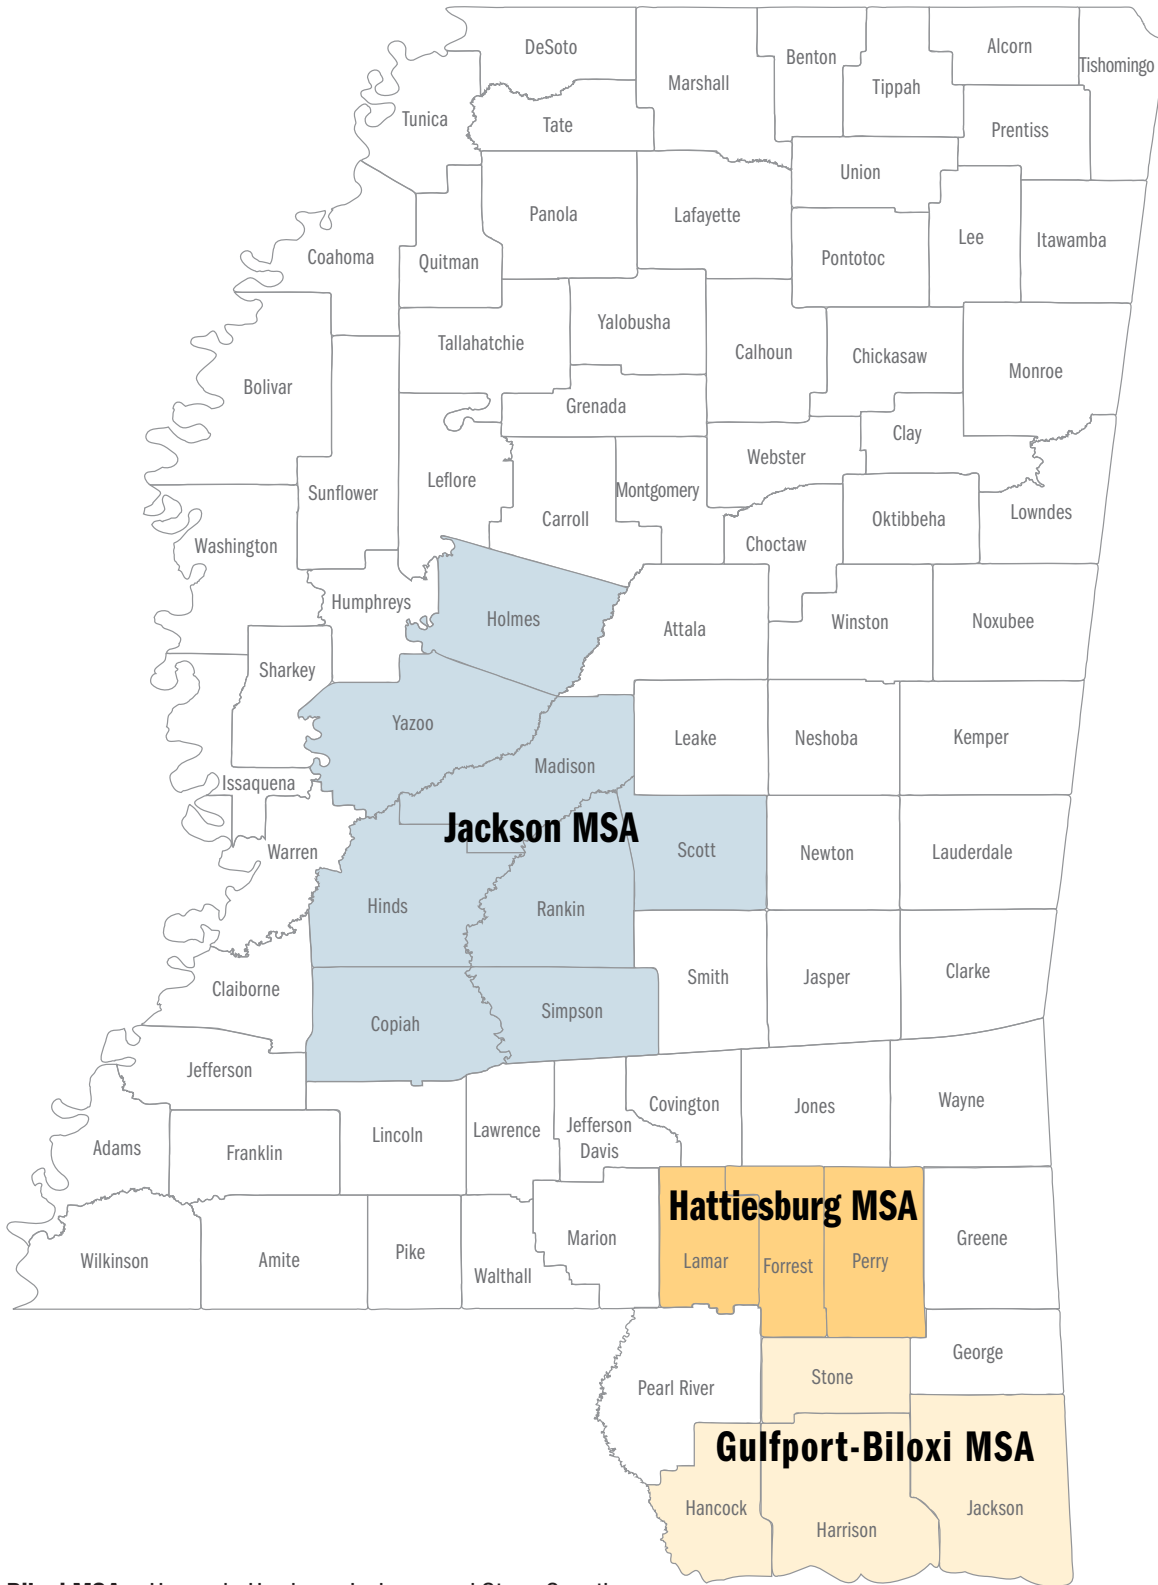 DeSoto
Marshall
Benton
Tippah
Alcorn
Tishomingo
Tunica
Tate
Prentiss
Union
Panola
Lafayette
Lee
Itawamba
Coahoma
Quitman
Pontotoc
Yalobusha
Tallahatchie
Calhoun
Chickasaw
Monroe
Bolivar
Grenada
Clay
Webster
Sunflower
Leflore
Montgomery
Carroll
Oktibbeha
Lowndes
Washington
Choctaw
Humphreys
Holmes
Attala
Winston
Noxubee
Sharkey
Yazoo
Leake
Neshoba
Kemper
Madison
Issaquena
Jackson MSA
Warren
Scott
Newton
Lauderdale
Hinds
Rankin
Smith
Jasper
Clarke
Claiborne
Copiah
Simpson
Jefferson
Covington
Jones
Wayne
Adams
Franklin
Lincoln
Lawrence
Jefferson
Davis
Hattiesburg MSA
Wilkinson
Amite
Pike
Walthall
Marion
Lamar
Forrest
Perry
Greene
George
Stone
Pearl River
Gulfport-Biloxi MSA
Hancock
Harrison
Jackson